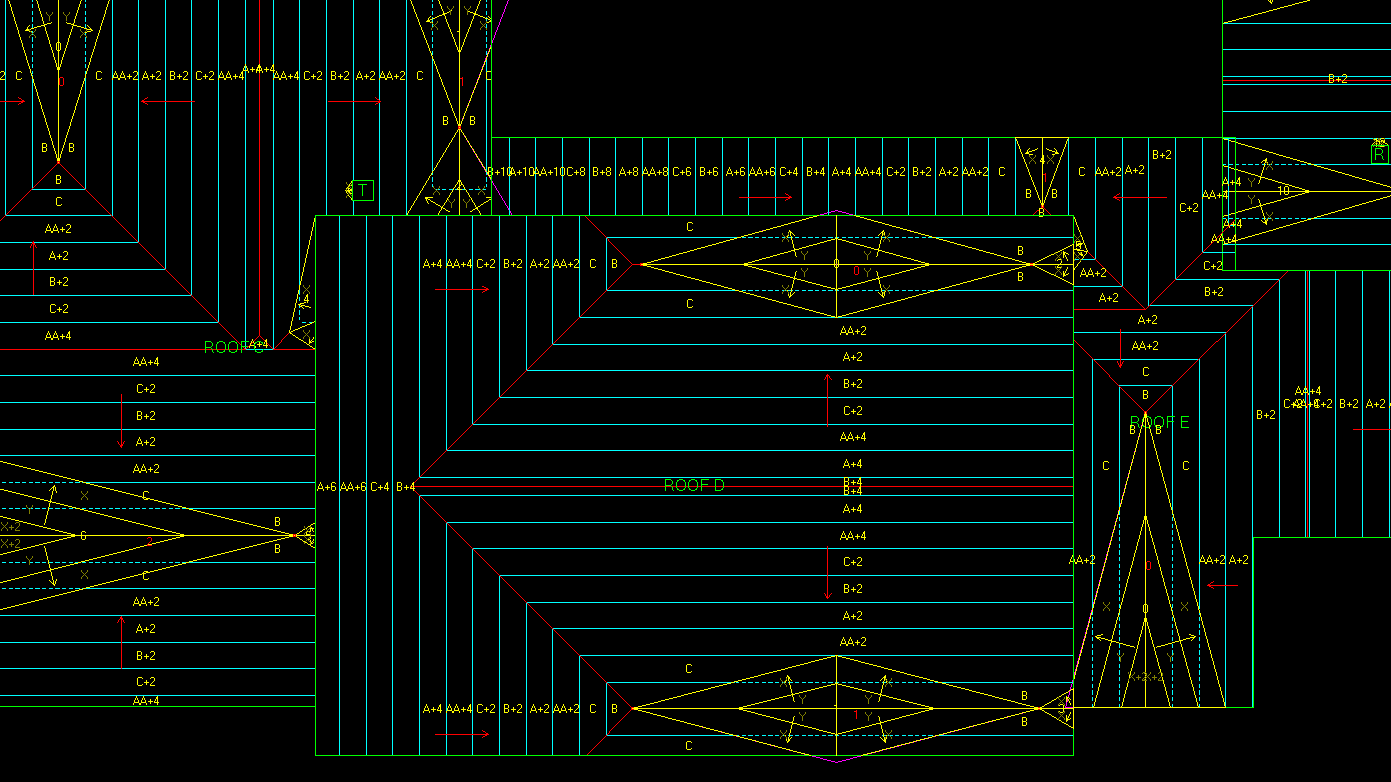 Y Y Y Y
0
AA+4 A+4
C C AA+2 A+2 B+2 C+2 AA+4 AA+4 C+2 B+2 A+2 AA+2 C C B+2
0 1
B B B B B+2 R
B+10 A+10 AA+10 C+8 B+8 A+8 AA+8 C+6 B+6 A+6 AA+6 C+4 B+4 A+4 AA+4 C+2 B+2 A+2 AA+2 C C AA+2 A+2
B T A+4 10
C B B C+2 AA+4
AA+2 C A+4
A+2 A+4 AA+4 C+2 B+2 A+2 AA+2 C B 0 0 B B AA+2 C+2
B+2 A+2 B+2
C+2 4 C
AA+4 AA+2 A+2
ROOF C A+4 A+2 AA+2
AA+4 B+2 C
C+2 B
B+2 C+2 ROOF E B+2 AA+4 C+2 B+2 A+2
A+2 AA+4 B B
AA+2 A+4 C C
A+6 AA+6 C+4 B+4 ROOF D B+4
C B+4
X A+4
Y
X+2 B AA+4
6 2
X+2 B C+2 AA+2 AA+2 A+2
Y X C B+2 0
AA+2 A+2 X 0 X
A+2 AA+2
B+2 C Y Y
C+2 X+2 X+2
AA+4 A+4 AA+4 C+2 B+2 A+2 AA+2 C B Y Y 1 B B
C